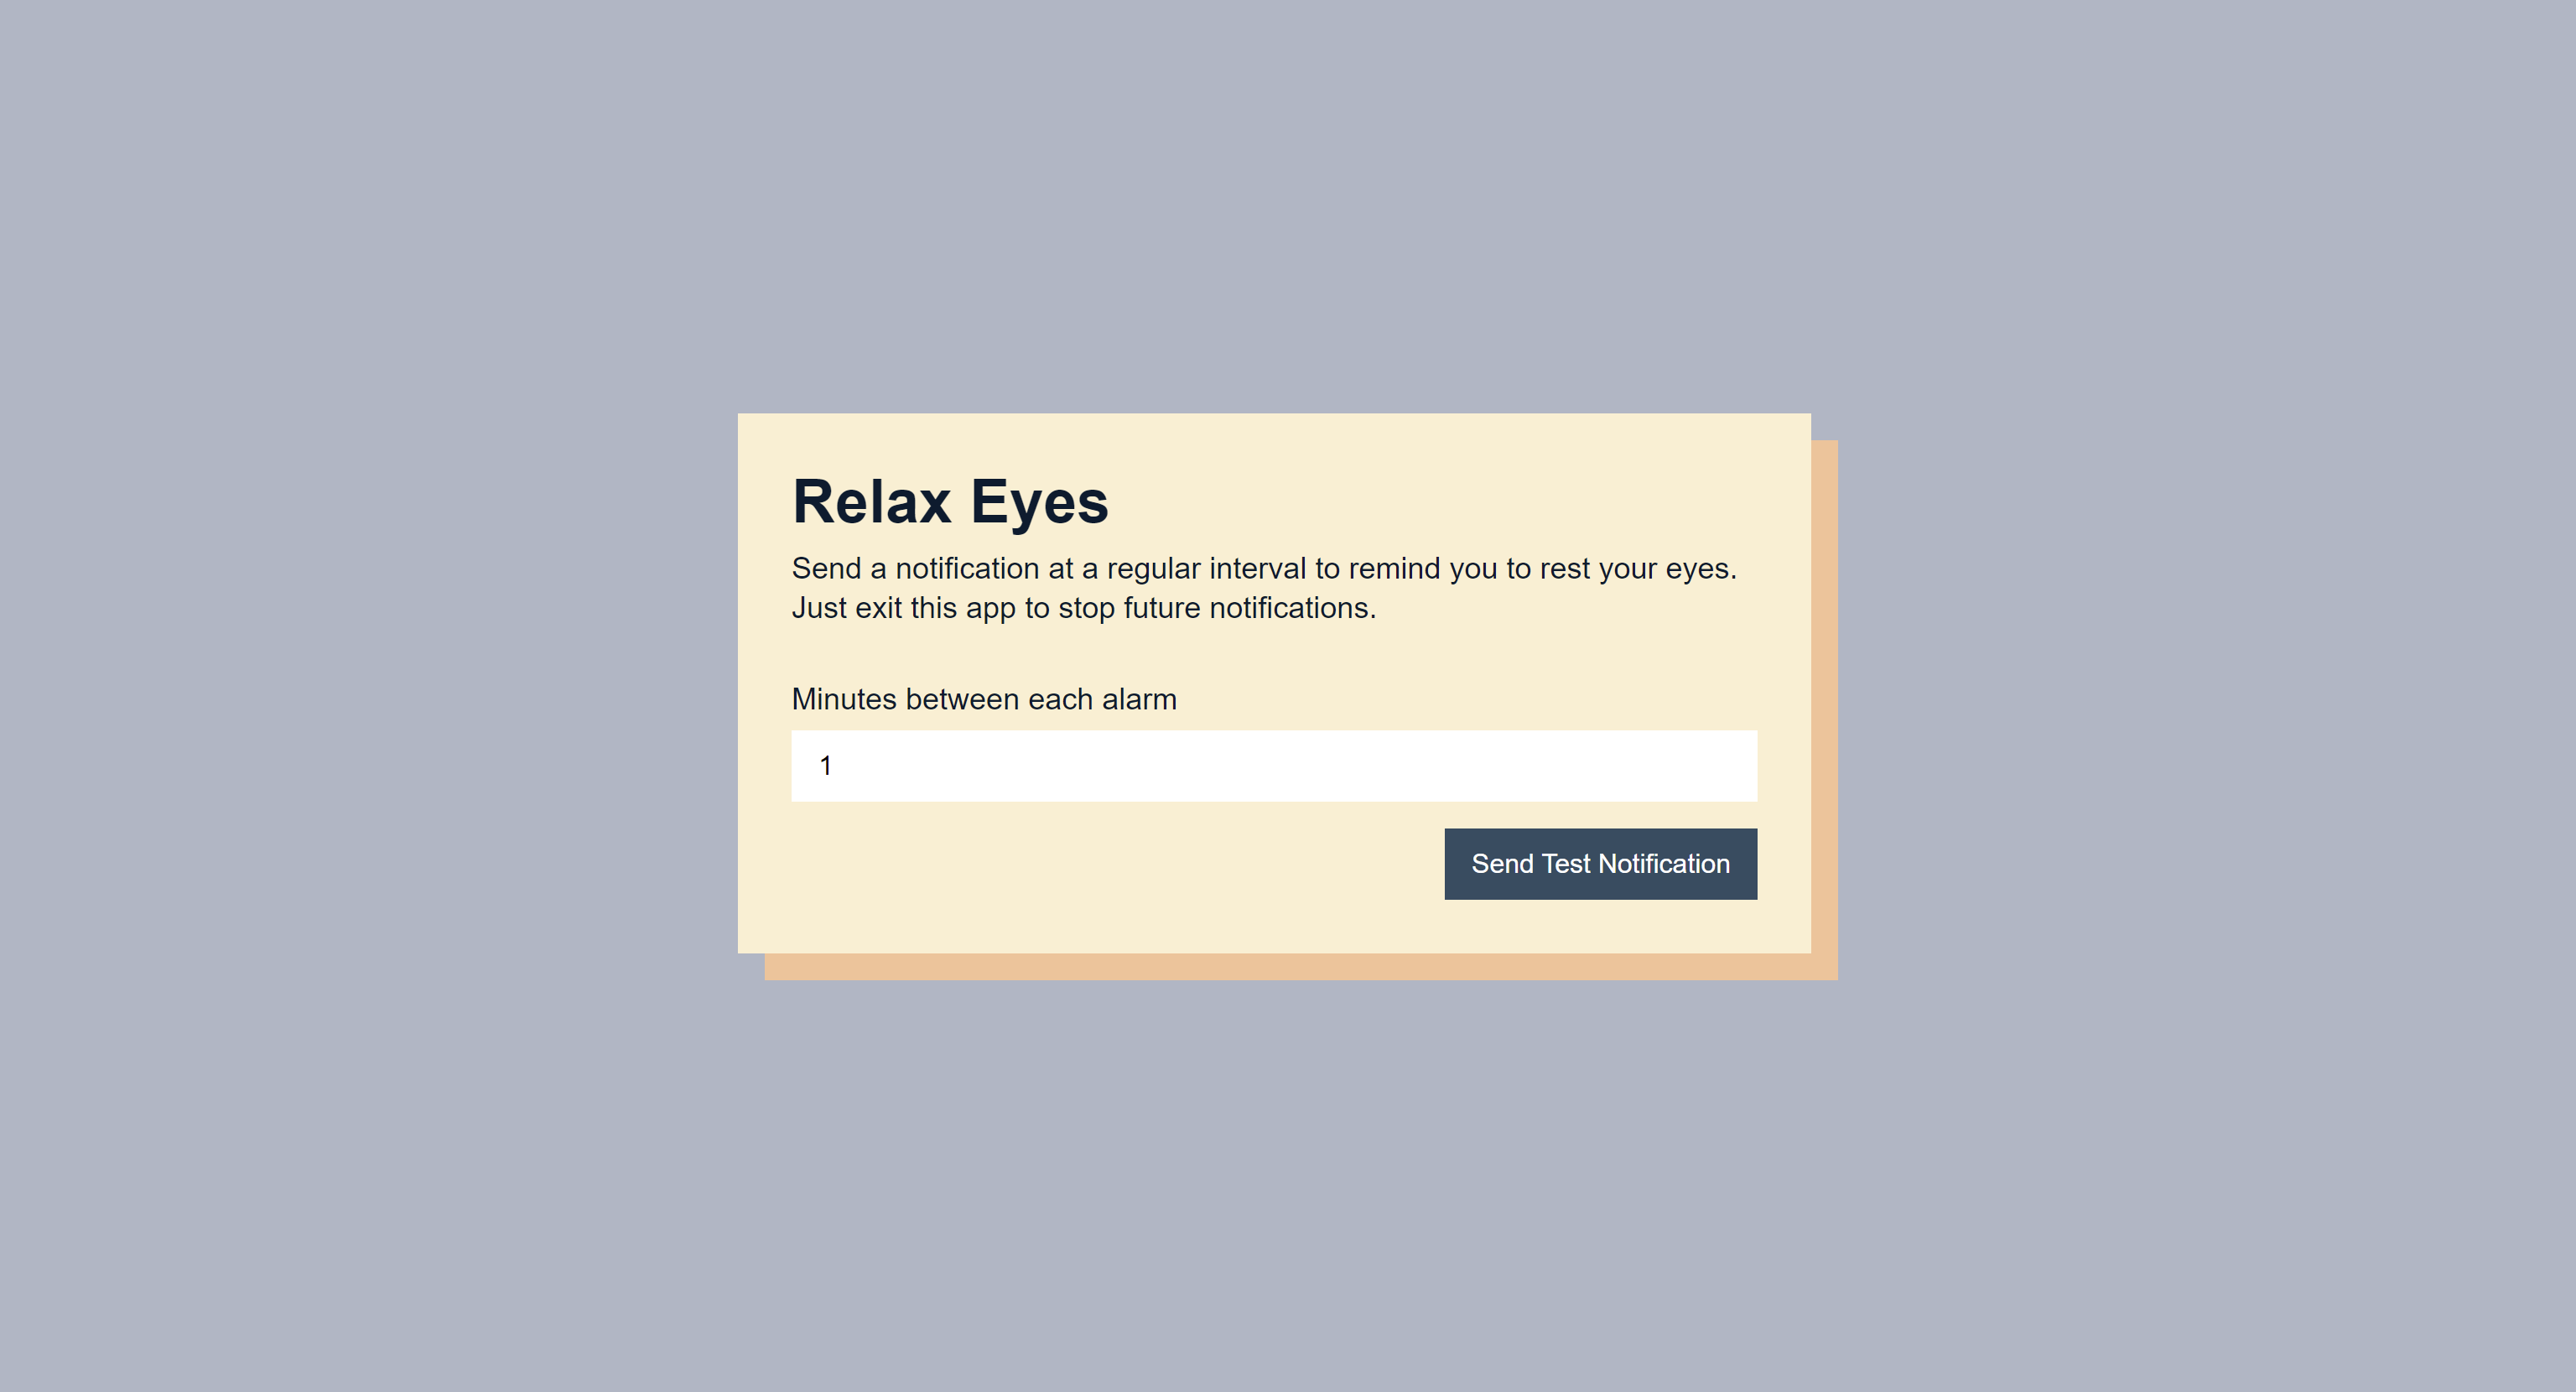 Relax Eyes
Send a notification at a regular interval to remind you to rest your eyes.
Just exit this app to stop future notifications.
Minutes between each alarm
1
Send Test Notification